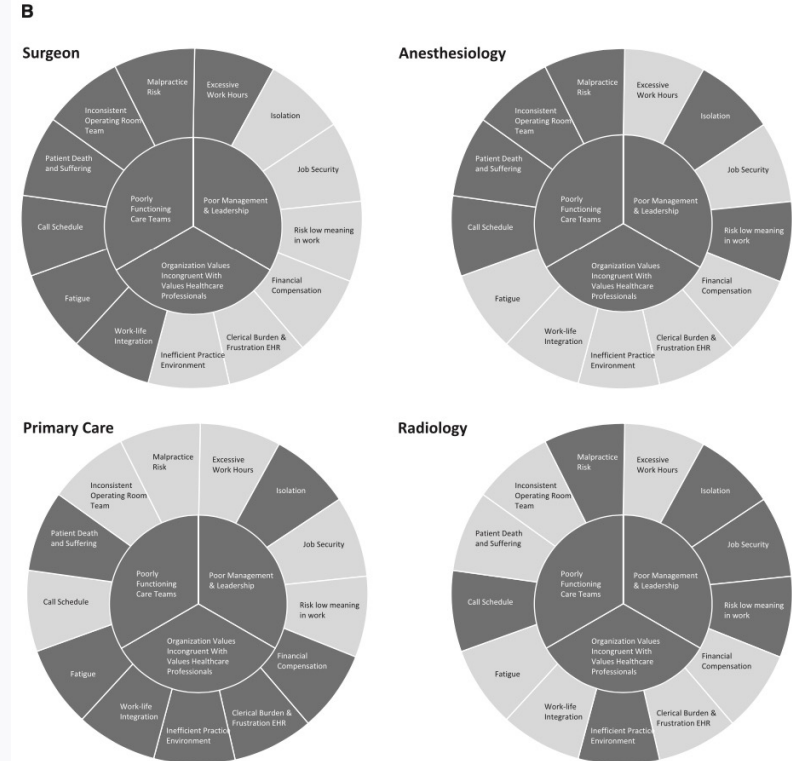 B
Surgeon
Malpractice
Risk
Excessive
Work Hours
Isolation
Job Security
Risk low meaning
in work
Financial
Compensation
Clerical Burden &
Frustration EHR
Inefficient Practice
Environment
Work-life
Integration
Fatigue
Call Schedule
Patient Death
and Suffering
Inconsistent
Operating Room
Team
Poorly
Functioning
Care Teams
Poor Management
& Leadership
Organization Values
Incongruent With
Values Healthcare
Professionals
Anesthesiology
Malpractice
Risk
Excessive
Work Hours
Isolation
Job Security
Risk low meaning
in work
Financial
Compensation
Clerical Burden &
Frustration EHR
Inefficient Practice
Environment
Work-life
Integration
Fatigue
Call Schedule
Patient Death
and Suffering
Inconsistent
Operating Room
Team
Poorly
Functioning
Care Teams
Poor Management
& Leadership
Organization Values
Incongruent With
Values Healthcare
Professionals
Primary Care
Malpractice
Risk
Excessive
Work Hours
Isolation
Job Security
Risk low meaning
in work
Financial
Compensation
Clerical Burden &
Frustration EHR
Inefficient Practice
Environment
Work-life
Integration
Fatigue
Call Schedule
Patient Death
and Suffering
Inconsistent
Operating Room
Team
Poorly
Functioning
Care Teams
Poor Management
& Leadership
Organization Values
Incongruent With
Values Healthcare
Professionals
Radiology
Malpractice
Risk
Excessive
Work Hours
Isolation
Job Security
Risk low meaning
in work
Financial
Compensation
Clerical Burden &
Frustration EHR
Inefficient Practice
Environment
Work-life
Integration
Fatigue
Call Schedule
Patient Death
and Suffering
Inconsistent
Operating Room
Team
Poorly
Functioning
Care Teams
Poor Management
& Leadership
Organization Values
Incongruent With
Values Healthcare
Professionals